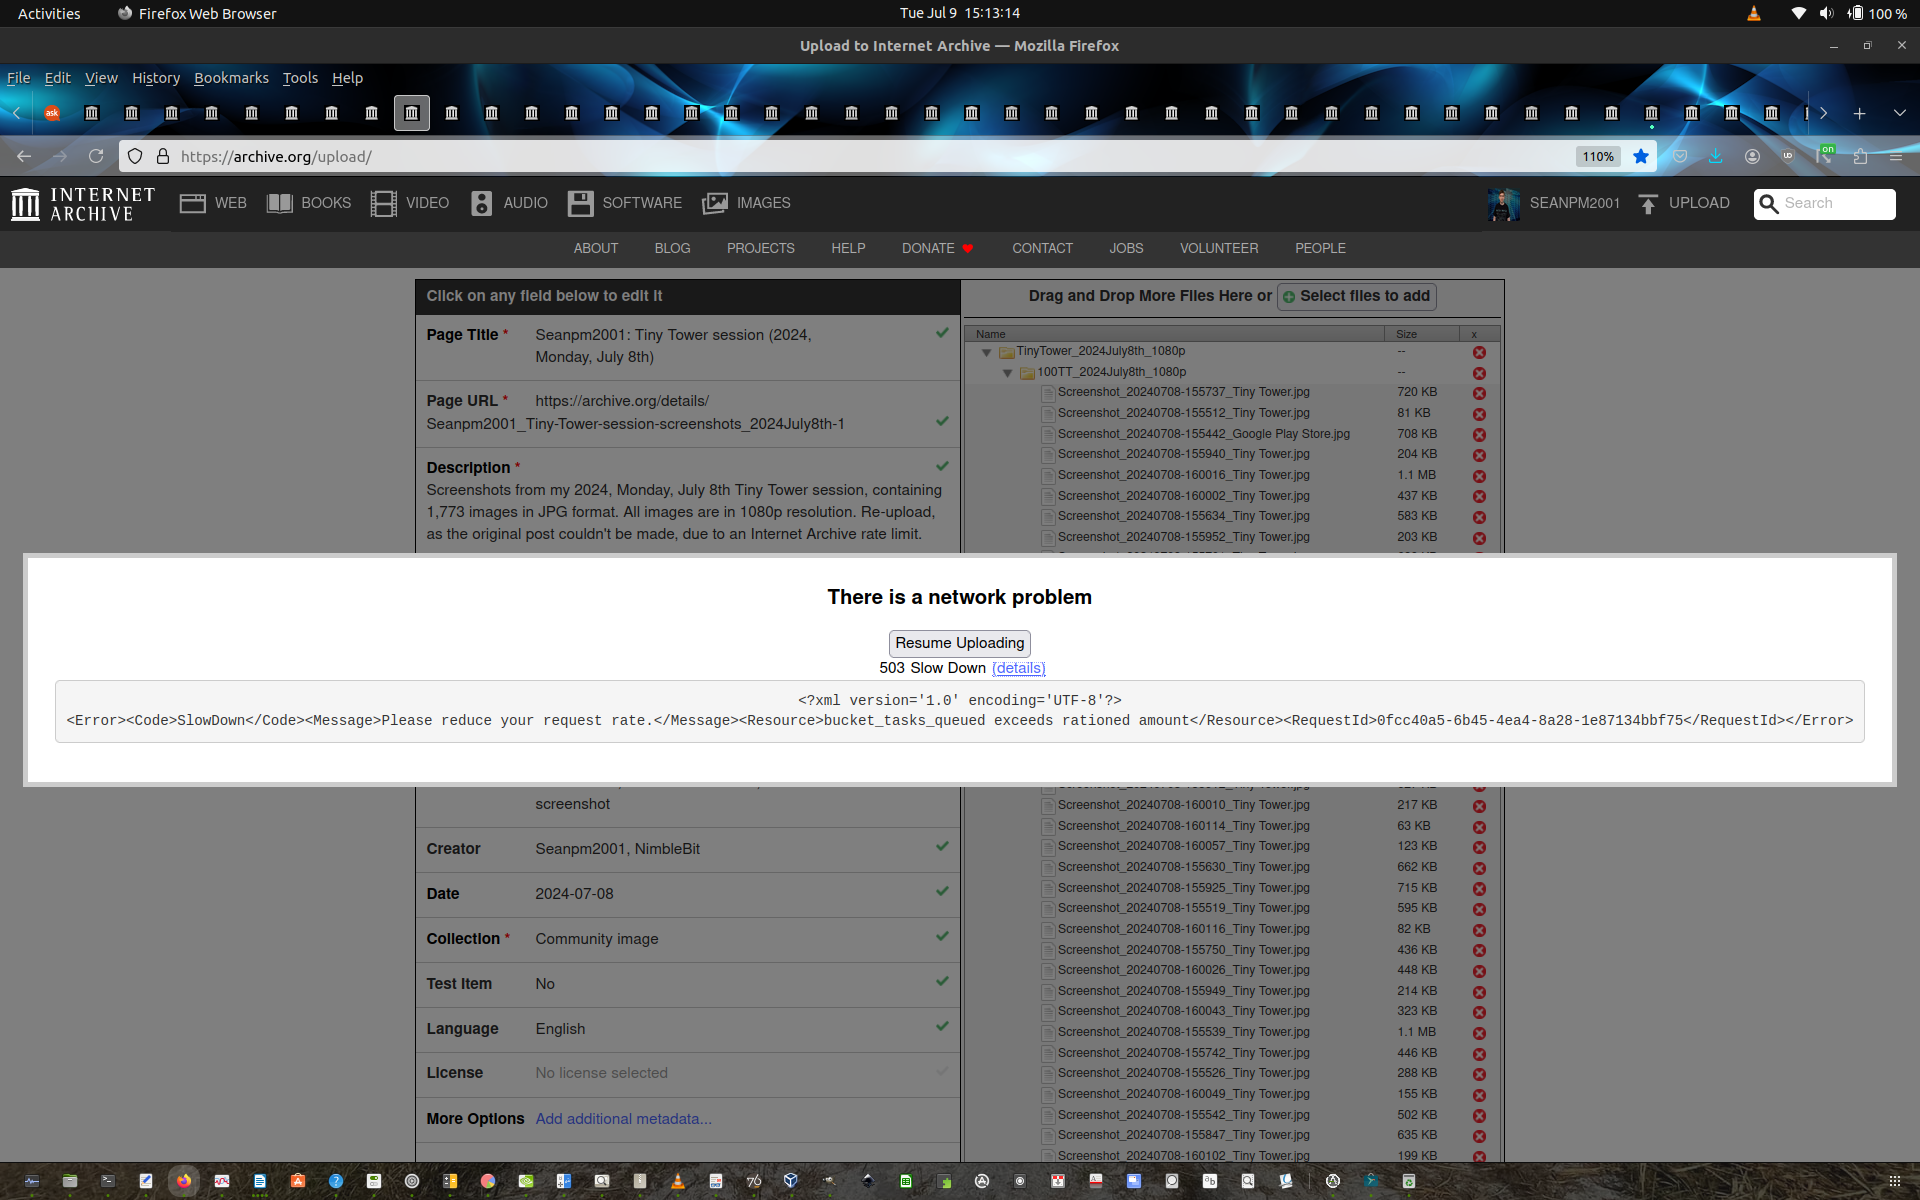 Activities
Firefox Web Browser
Tue Jul 9 15:13:14
100 %
Upload to Internet Archive — Mozilla Firefox
File Edit View History Bookmarks Tools Help
ask
https://archive.org/upload/
110%
on
INTERNET ARCHIVE
WEB BOOKS VIDEO AUDIO SOFTWARE IMAGES
SEANPM2001 UPLOAD Search
ABOUT BLOG PROJECTS HELP DONATE CONTACT JOBS VOLUNTEER PEOPLE
Click on any field below to edit it
Page Title * Seanpm2001: Tiny Tower session (2024,
Monday, July 8th)
Page URL * https://archive.org/details/
Seanpm2001_Tiny-Tower-session-screenshots_2024July8th-1
Description *
Screenshots from my 2024, Monday, July 8th Tiny Tower session, containing
1,773 images in JPG format. All images are in 1080p resolution. Re-upload,
as the original post couldn't be made, due to an Internet Archive rate limit.
Drag and Drop More Files Here or Select files to add
Name Size x
TinyTower_2024July8th_1080p --
100TT_2024July8th_1080p --
Screenshot_20240708-155737_Tiny Tower.jpg 720 KB
Screenshot_20240708-155512_Tiny Tower.jpg 81 KB
Screenshot_20240708-155442_Google Play Store.jpg 708 KB
Screenshot_20240708-155940_Tiny Tower.jpg 204 KB
Screenshot_20240708-160016_Tiny Tower.jpg 1.1 MB
Screenshot_20240708-160002_Tiny Tower.jpg 437 KB
Screenshot_20240708-155634_Tiny Tower.jpg 583 KB
Screenshot_20240708-155952_Tiny Tower.jpg 203 KB
There is a network problem
Resume Uploading
503 Slow Down (details)
<?xml version='1.0' encoding='UTF-8'?>
<Error><Code>SlowDown</Code><Message>Please reduce your request rate.</Message><Resource>bucket_tasks_queued exceeds rationed amount</Resource><RequestId>0fcc40a5-6b45-4ea4-8a28-1e87134bbf75</RequestId></Error>
screenshot
Creator Seanpm2001, NimbleBit
Date 2024-07-08
Collection * Community image
Test Item No
Language English
License No license selected
More Options Add additional metadata...
Screenshot_20240708-160010_Tiny Tower.jpg 217 KB
Screenshot_20240708-160114_Tiny Tower.jpg 63 KB
Screenshot_20240708-160057_Tiny Tower.jpg 123 KB
Screenshot_20240708-155630_Tiny Tower.jpg 662 KB
Screenshot_20240708-155925_Tiny Tower.jpg 715 KB
Screenshot_20240708-155519_Tiny Tower.jpg 595 KB
Screenshot_20240708-160116_Tiny Tower.jpg 82 KB
Screenshot_20240708-155750_Tiny Tower.jpg 436 KB
Screenshot_20240708-160026_Tiny Tower.jpg 448 KB
Screenshot_20240708-155949_Tiny Tower.jpg 214 KB
Screenshot_20240708-160043_Tiny Tower.jpg 323 KB
Screenshot_20240708-155539_Tiny Tower.jpg 1.1 MB
Screenshot_20240708-155742_Tiny Tower.jpg 446 KB
Screenshot_20240708-155526_Tiny Tower.jpg 288 KB
Screenshot_20240708-160049_Tiny Tower.jpg 155 KB
Screenshot_20240708-155542_Tiny Tower.jpg 502 KB
Screenshot_20240708-155847_Tiny Tower.jpg 635 KB
Screenshot_20240708-160102_Tiny Tower.jpg 199 KB